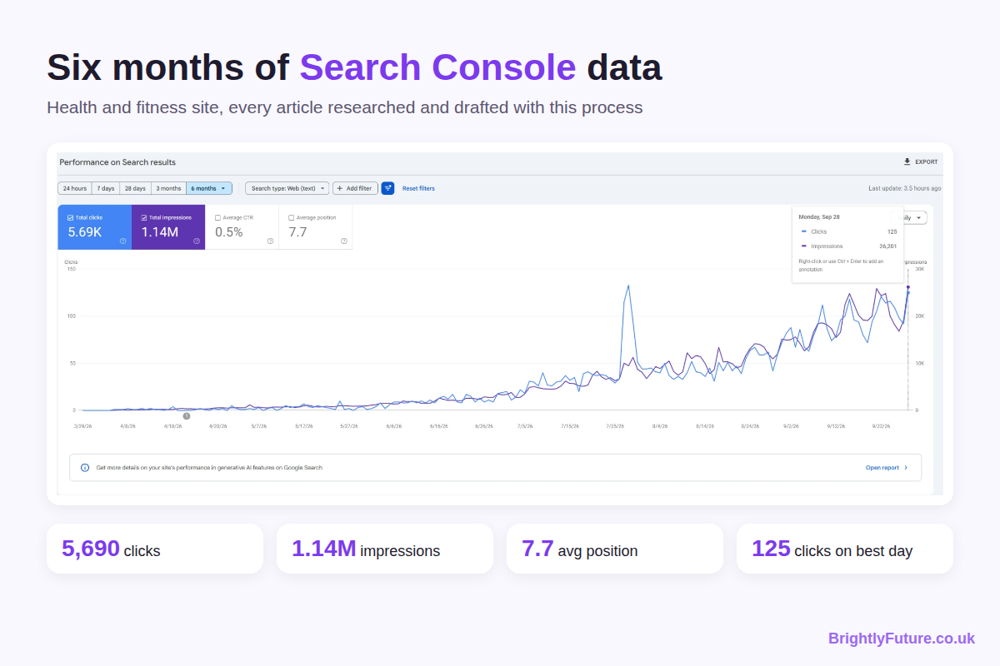 Six months of Search Console data
Health and fitness site, every article researched and drafted with this process
Performance on Search results
EXPORT
24 hours 7 days 28 days 3 months 6 months Search type: Web (text) + Add filter Reset filters Last update: 3.5 hours ago
Total clicks Total impressions Average CTR Average position
5.69K 1.14M 0.5% 7.7
Monday, Sep 28
Clicks 125
Impressions 26,201
Right-click or use Ctrl + Enter to add an
annotation
Clicks
150 30K
100 20K
50 10K
0 0
3/29/26 4/8/26 4/18/26 4/28/26 5/7/26 5/17/26 5/27/26 6/6/26 6/16/26 6/26/26 7/5/26 7/15/26 7/25/26 8/4/26 8/14/26 8/24/26 9/2/26 9/12/26 9/22/26
Get more details on your site's performance in generative AI features on Google Search Open report
5,690 clicks 1.14M impressions 7.7 avg position 125 clicks on best day
BrightlyFuture.co.uk